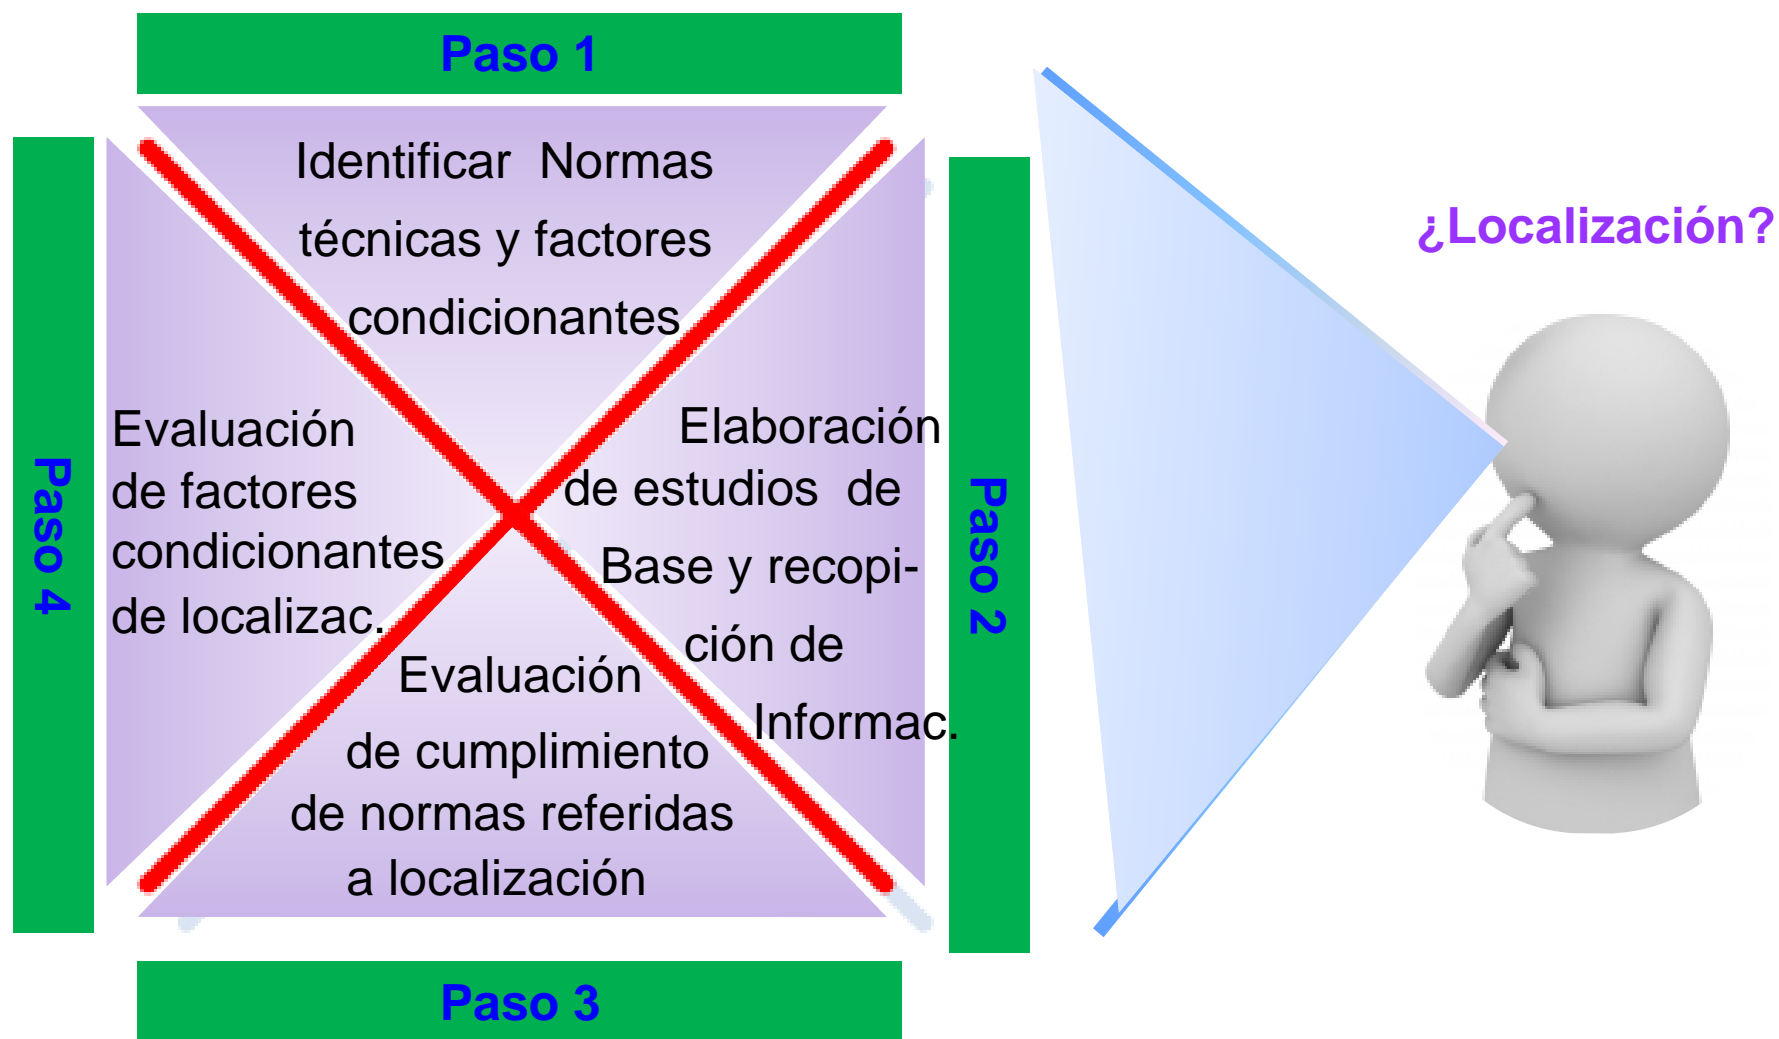 Paso 1
Identificar Normas
técnicas y factores
condicionantes
Paso 2
Elaboración
de estudios de
Base y recopi-
ción de
Informac.
Paso 3
Evaluación
de cumplimiento
de normas referidas
a localización
Paso 4
Evaluación
de factores
condicionantes
de localizac.
¿Localización?